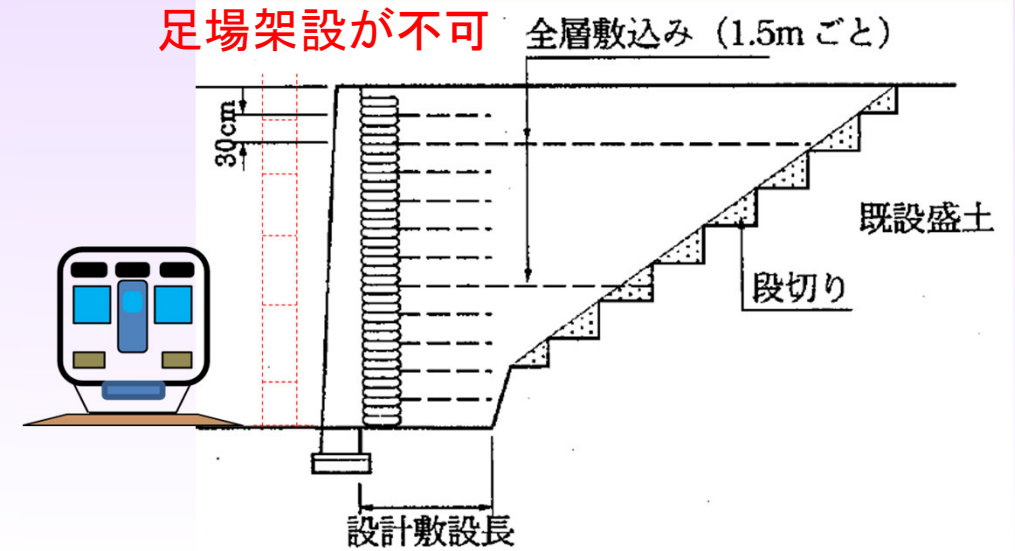 足場架設が不可
全層敷込み（1.5mごと）
30cm
既設盛土
段切り
設計敷設長